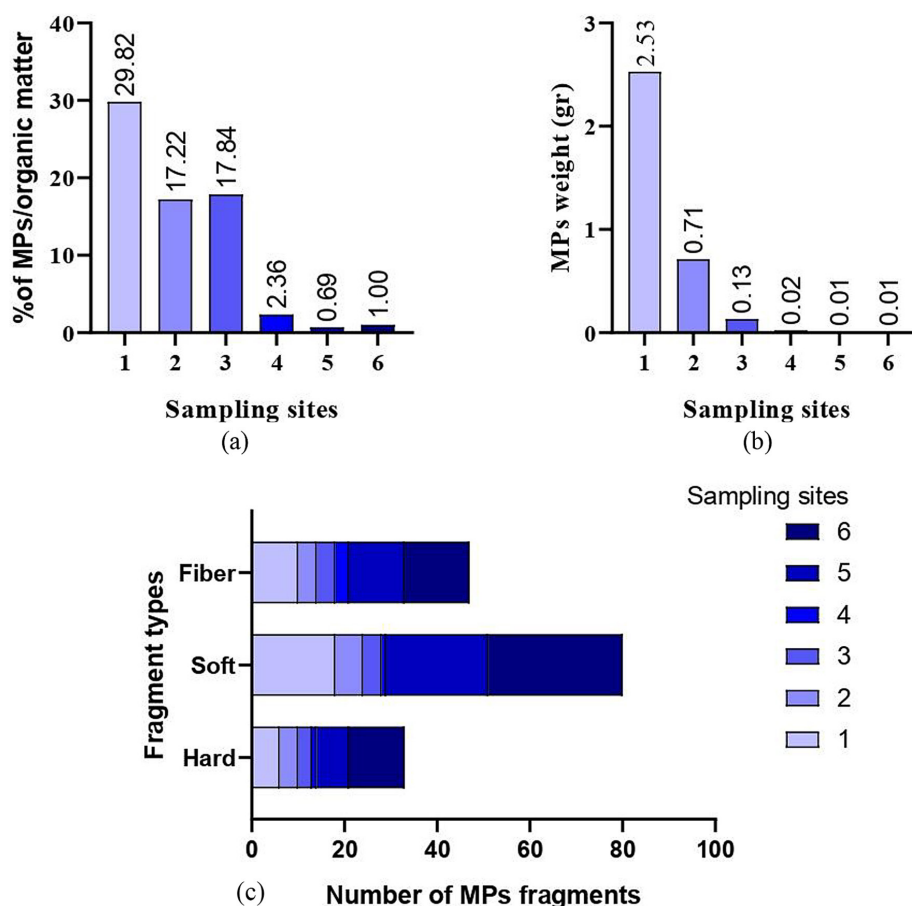 %of MPs/organic matter
40
30
20
10
0
29.82
17.22
17.84
2.36
0.69
1.00
1 2 3 4 5 6
Sampling sites
(a)
MPs weight (gr)
3
2
1
0
2.53
0.71
0.13
0.02
0.01
0.01
1 2 3 4 5 6
Sampling sites
(b)
Fragment types
Fiber
Soft
Hard
0 20 40 60 80 100
Number of MPs fragments
(c)
Sampling sites
6
5
4
3
2
1